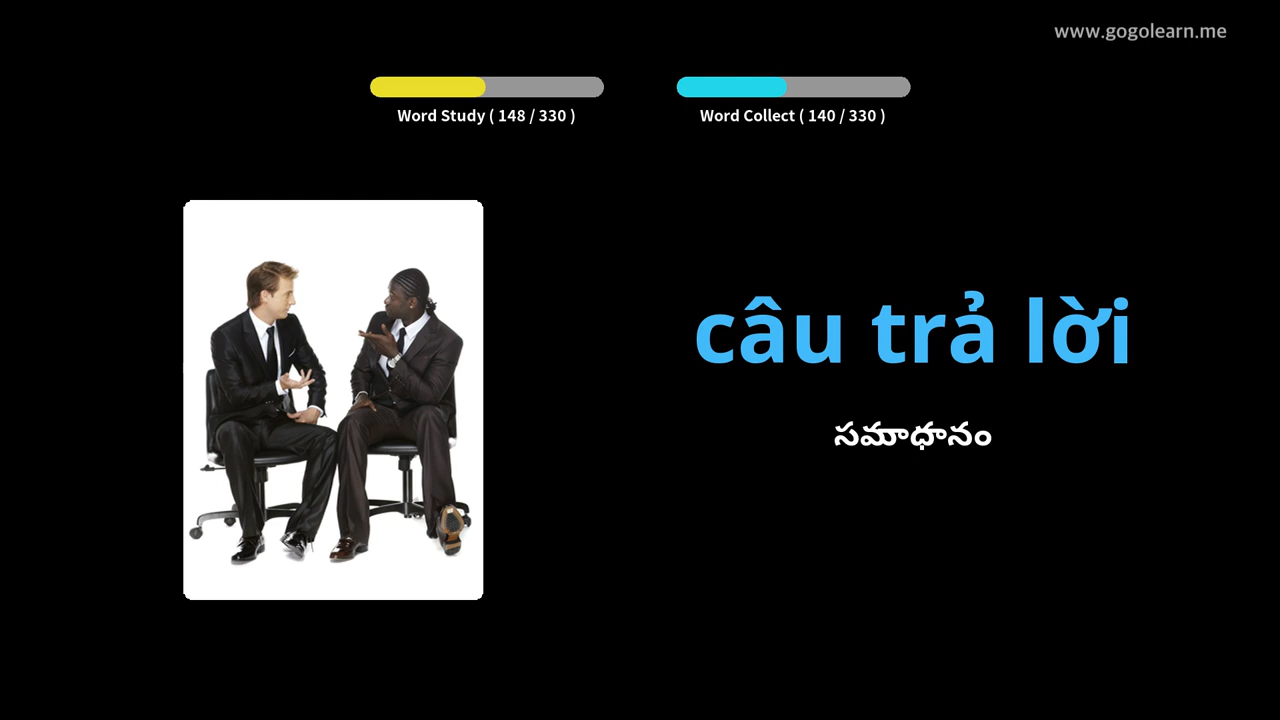 www.gogolearn.me
Word Study ( 148 / 330 )
Word Collect ( 140 / 330 )
câu trả lời
సమాధానం